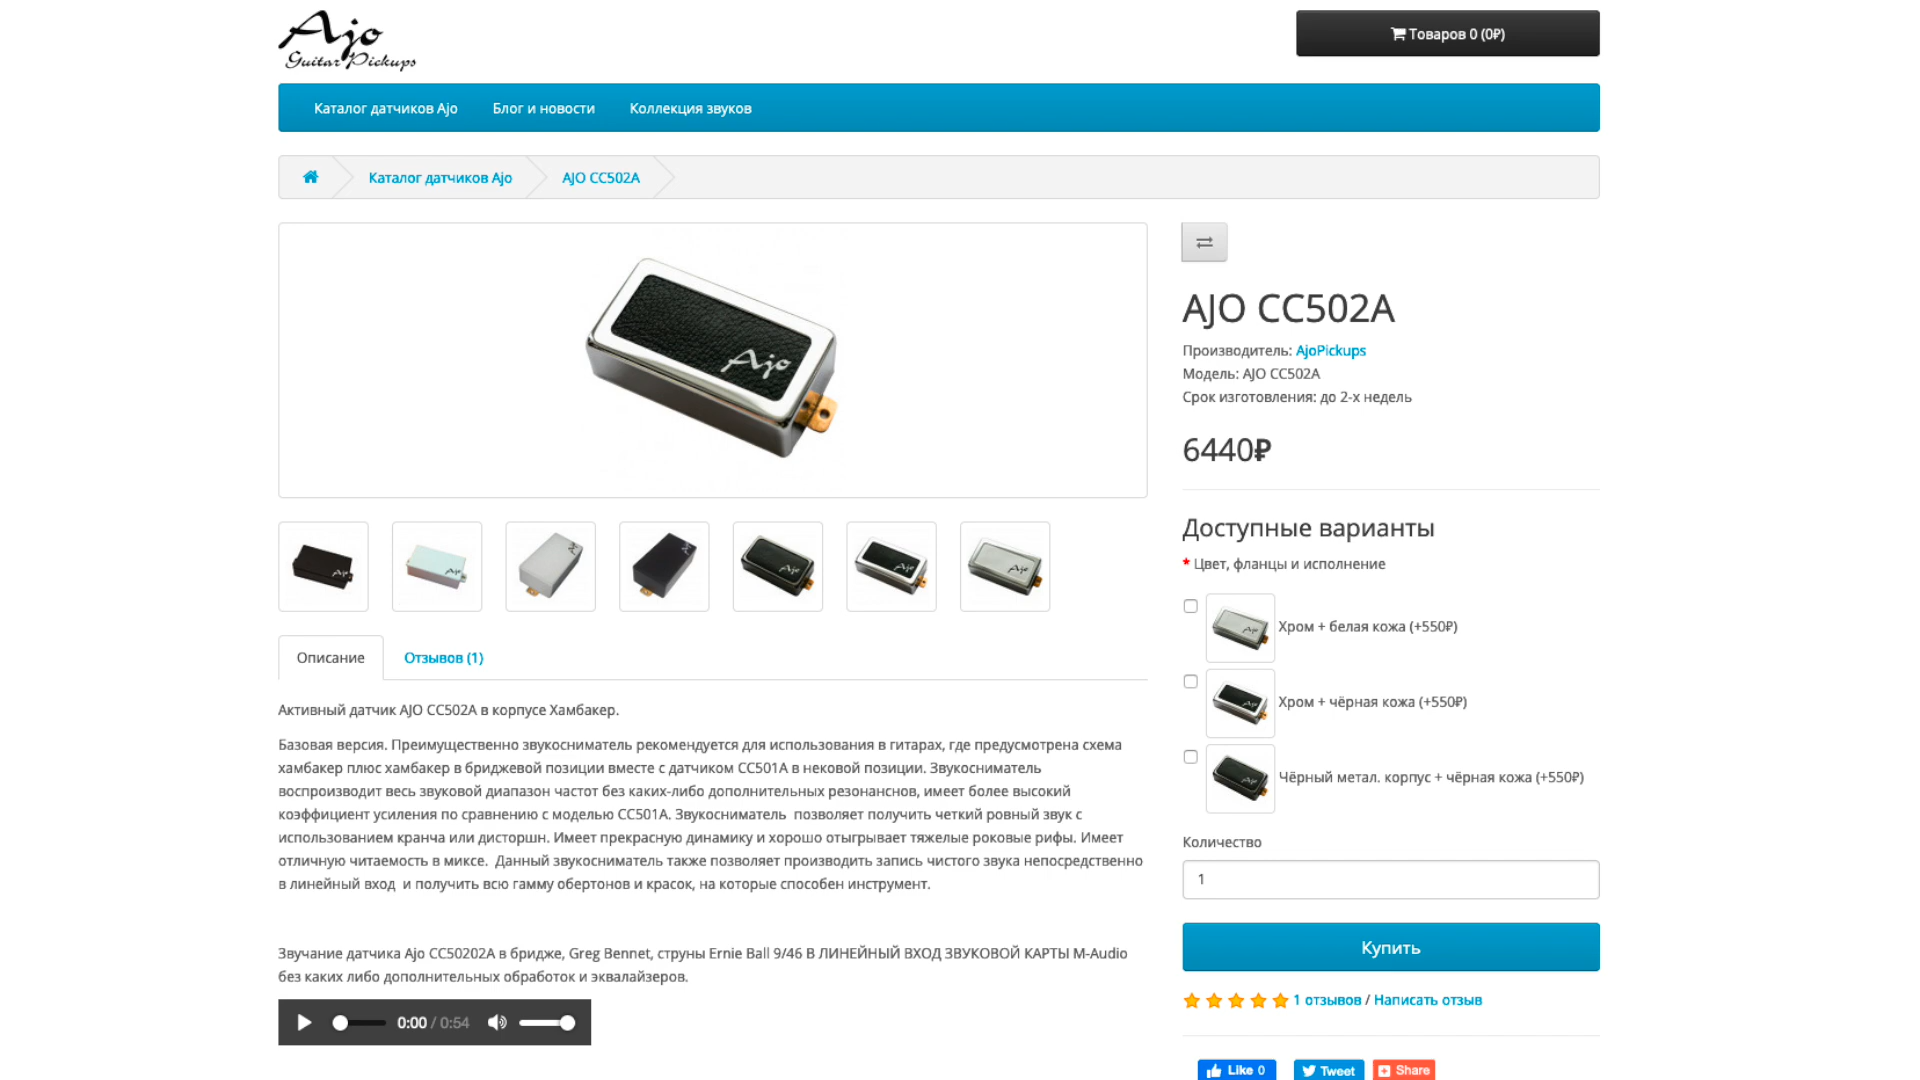 Ajo
Guitar Pickups
Товаров 0 (0₽)
Каталог датчиков Ajo
Блог и новости
Коллекция звуков
Каталог датчиков Ajo
AJO CC502A
Ajo
AJO CC502A
Производитель: AjoPickups
Модель: AJO CC502A
Срок изготовления: до 2-х недель
6440₽
Доступные варианты
* Цвет, фланцы и исполнение
Хром + белая кожа (+550₽)
Хром + чёрная кожа (+550₽)
Чёрный метал. корпус + чёрная кожа (+550₽)
Количество
1
Купить
1 отзывов / Написать отзыв
Like 0
Tweet
Share
Описание
Отзывов (1)
Активный датчик AJO CC502A в корпусе Хамбакер.
Базовая версия. Преимущественно звукосниматель рекомендуется для использования в гитарах, где предусмотрена схема
хамбакер плюс хамбакер в бриджевой позиции вместе с датчиком CC501A в нековой позиции. Звукосниматель
воспроизводит весь звуковой диапазон частот без каких-либо дополнительных резонанснов, имеет более высокий
коэффициент усиления по сравнению с моделью CC501A. Звукосниматель позволяет получить четкий ровный звук с
использованием кранча или дисторшн. Имеет прекрасную динамику и хорошо отыгрывает тяжелые роковые рифы. Имеет
отличную читаемость в миксе. Данный звукосниматель также позволяет производить запись чистого звука непосредственно
в линейный вход и получить всю гамму обертонов и красок, на которые способен инструмент.
Звучание датчика Ajo CC50202A в бридже, Greg Bennet, струны Ernie Ball 9/46 В ЛИНЕЙНЫЙ ВХОД ЗВУКОВОЙ КАРТЫ M-Audio
без каких либо дополнительных обработок и эквалайзеров.
0:00 / 0:54